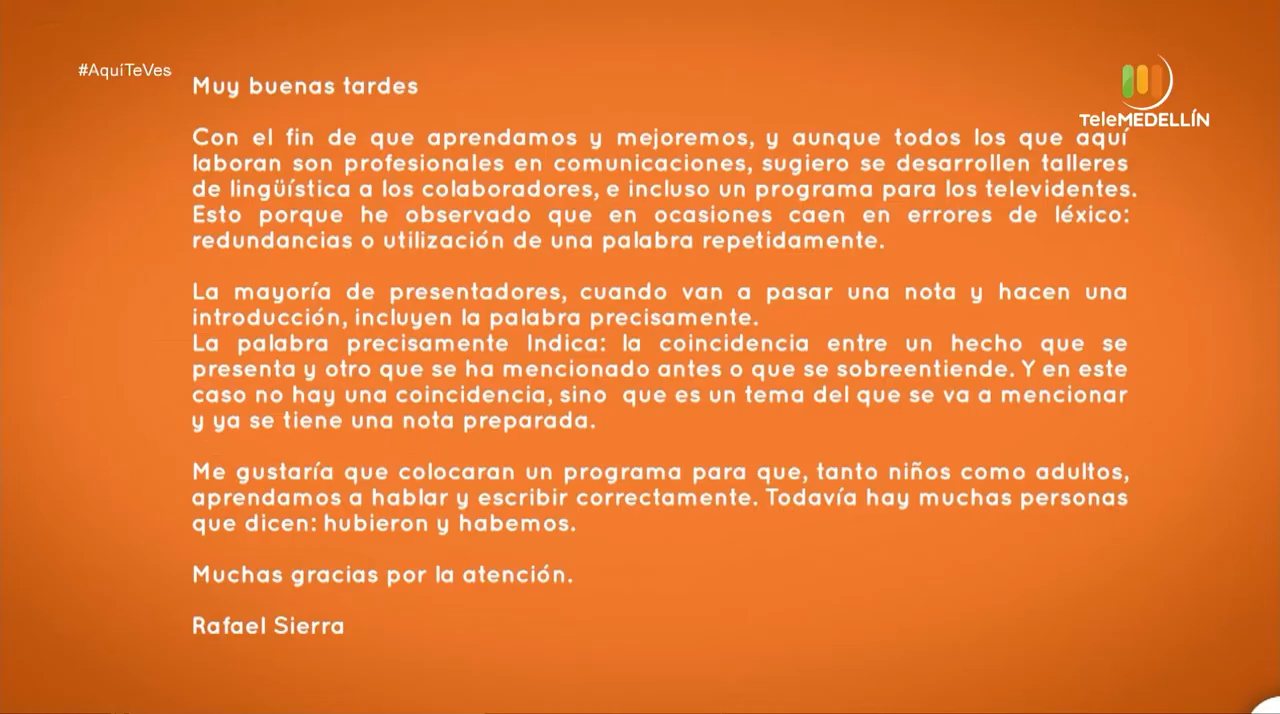 #AquíTeVes
TeleMEDELLÍN
Muy buenas tardes
Con el fin de que aprendamos y mejoremos, y aunque todos los que aquí
laboran son profesionales en comunicaciones, sugiero se desarrollen talleres
de lingüística a los colaboradores, e incluso un programa para los televidentes.
Esto porque he observado que en ocasiones caen en errores de léxico:
redundancias o utilización de una palabra repetidamente.
La mayoría de presentadores, cuando van a pasar una nota y hacen una
introducción, incluyen la palabra precisamente.
La palabra precisamente Indica: la coincidencia entre un hecho que se
presenta y otro que se ha mencionado antes o que se sobreentiende. Y en este
caso no hay una coincidencia, sino  que es un tema del que se va a mencionar
y ya se tiene una nota preparada.
Me gustaría que colocaran un programa para que, tanto niños como adultos,
aprendamos a hablar y escribir correctamente. Todavía hay muchas personas
que dicen: hubieron y habemos.
Muchas gracias por la atención.
Rafael Sierra